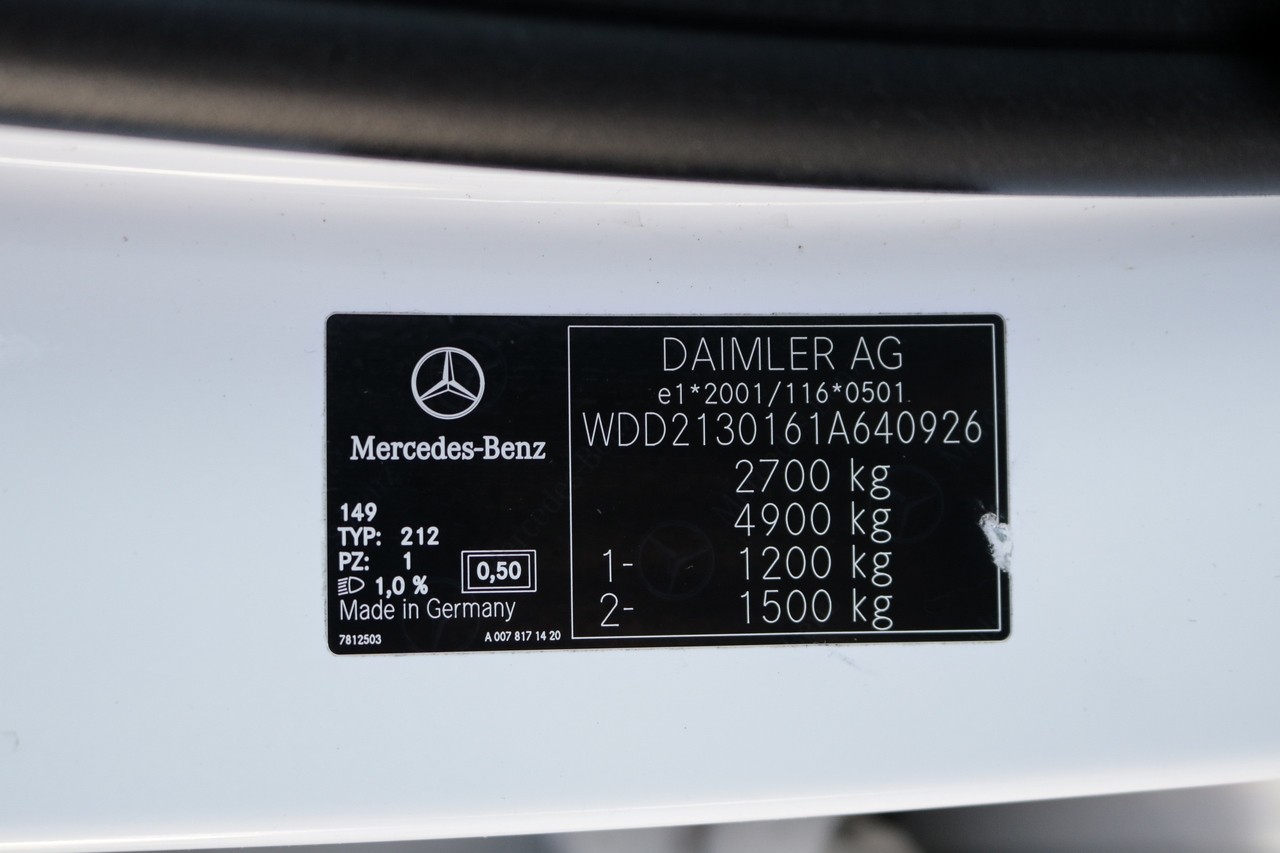 Mercedes-Benz
149
TYP: 212
PZ: 1
1,0 %
0,50
Made in Germany
7812503
A 007 817 14 20
DAIMLER AG
e1*2001/116*0501
WDD2130161A640926
2700 kg
4900 kg
1- 1200 kg
2- 1500 kg